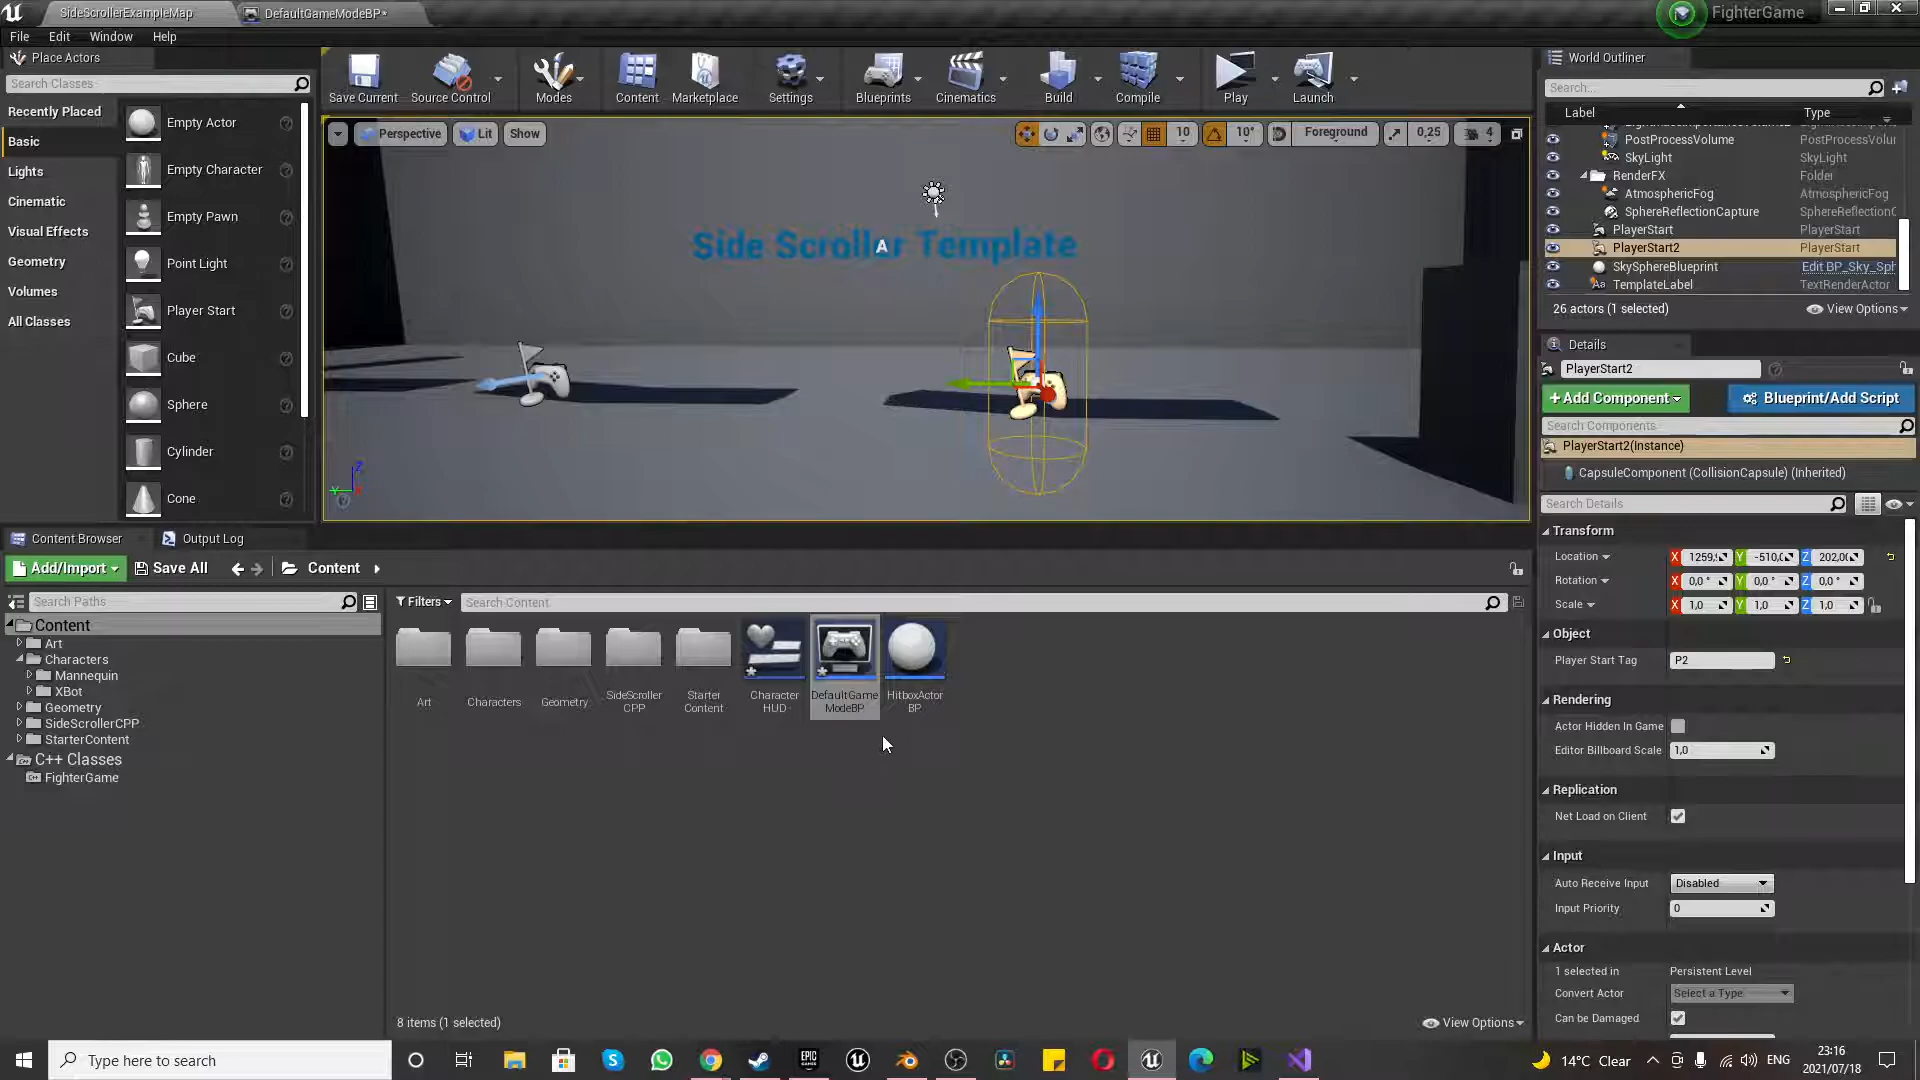 SideScrollerExampleMap
DefaultGameModeBP*
FighterGame
File Edit Window Help
Place Actors
Search Classes
Recently Placed
Basic
Lights
Cinematic
Visual Effects
Geometry
Volumes
All Classes
Empty Actor
Empty Character
Empty Pawn
Point Light
Player Start
Cube
Sphere
Cylinder
Cone
Save Current
Source Control
Modes
Content
Marketplace
Settings
Blueprints
Cinematics
Build
Compile
Play
Launch
Perspective
Lit
Show
10
10°
Foreground
0,25
4
Side Scroller Template
World Outliner
Search...
Label Type
PostProcessVolume PostProcessVolu
SkyLight SkyLight
RenderFX Folder
AtmosphericFog AtmosphericFog
SphereReflectionCapture SphereReflectionC
PlayerStart PlayerStart
PlayerStart2 PlayerStart
SkySphereBlueprint Edit BP_Sky_Sph
TemplateLabel TextRenderActor
26 actors (1 selected)
View Options
Details
PlayerStart2
+Add Component
Blueprint/Add Script
Search Components
PlayerStart2(Instance)
CapsuleComponent (CollisionCapsule) (Inherited)
Search Details
Transform
Location X 1259, Y -510,0 Z 202,0
Rotation X 0,0° Y 0,0° Z 0,0°
Scale X 1,0 Y 1,0 Z 1,0
Object
Player Start Tag P2
Rendering
Actor Hidden In Game
Editor Billboard Scale 1,0
Replication
Net Load on Client
Input
Auto Receive Input Disabled
Input Priority 0
Actor
1 selected in Persistent Level
Convert Actor Select a Type
Can be Damaged
Content Browser
Output Log
Add/Import
Save All
Content
Search Paths
Filters
Search Content
Content
Art
Characters
Mannequin
XBot
Geometry
SideScrollerCPP
StarterContent
C++ Classes
FighterGame
Art
Characters
Geometry
SideScroller
CPP
Starter
Content
Character
HUD
DefaultGame
ModeBP
HitboxActor
BP
8 items (1 selected)
View Options
Type here to search
14°C Clear
ENG
23:16
2021/07/18